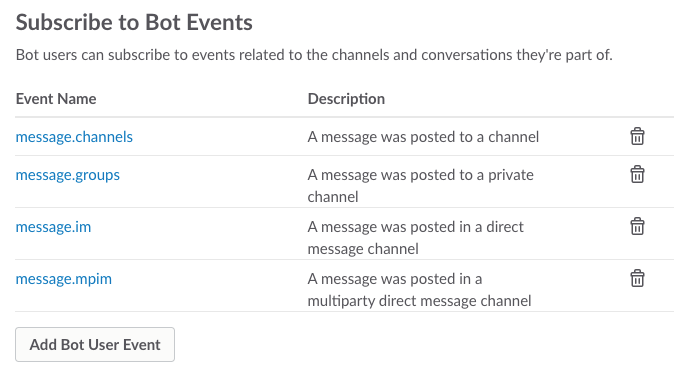 Subscribe to Bot Events
Bot users can subscribe to events related to the channels and conversations they're part of.
Event Name Description
message.channels A message was posted to a channel
message.groups A message was posted to a private
channel
message.im A message was posted in a direct
message channel
message.mpim A message was posted in a
multiparty direct message channel
Add Bot User Event